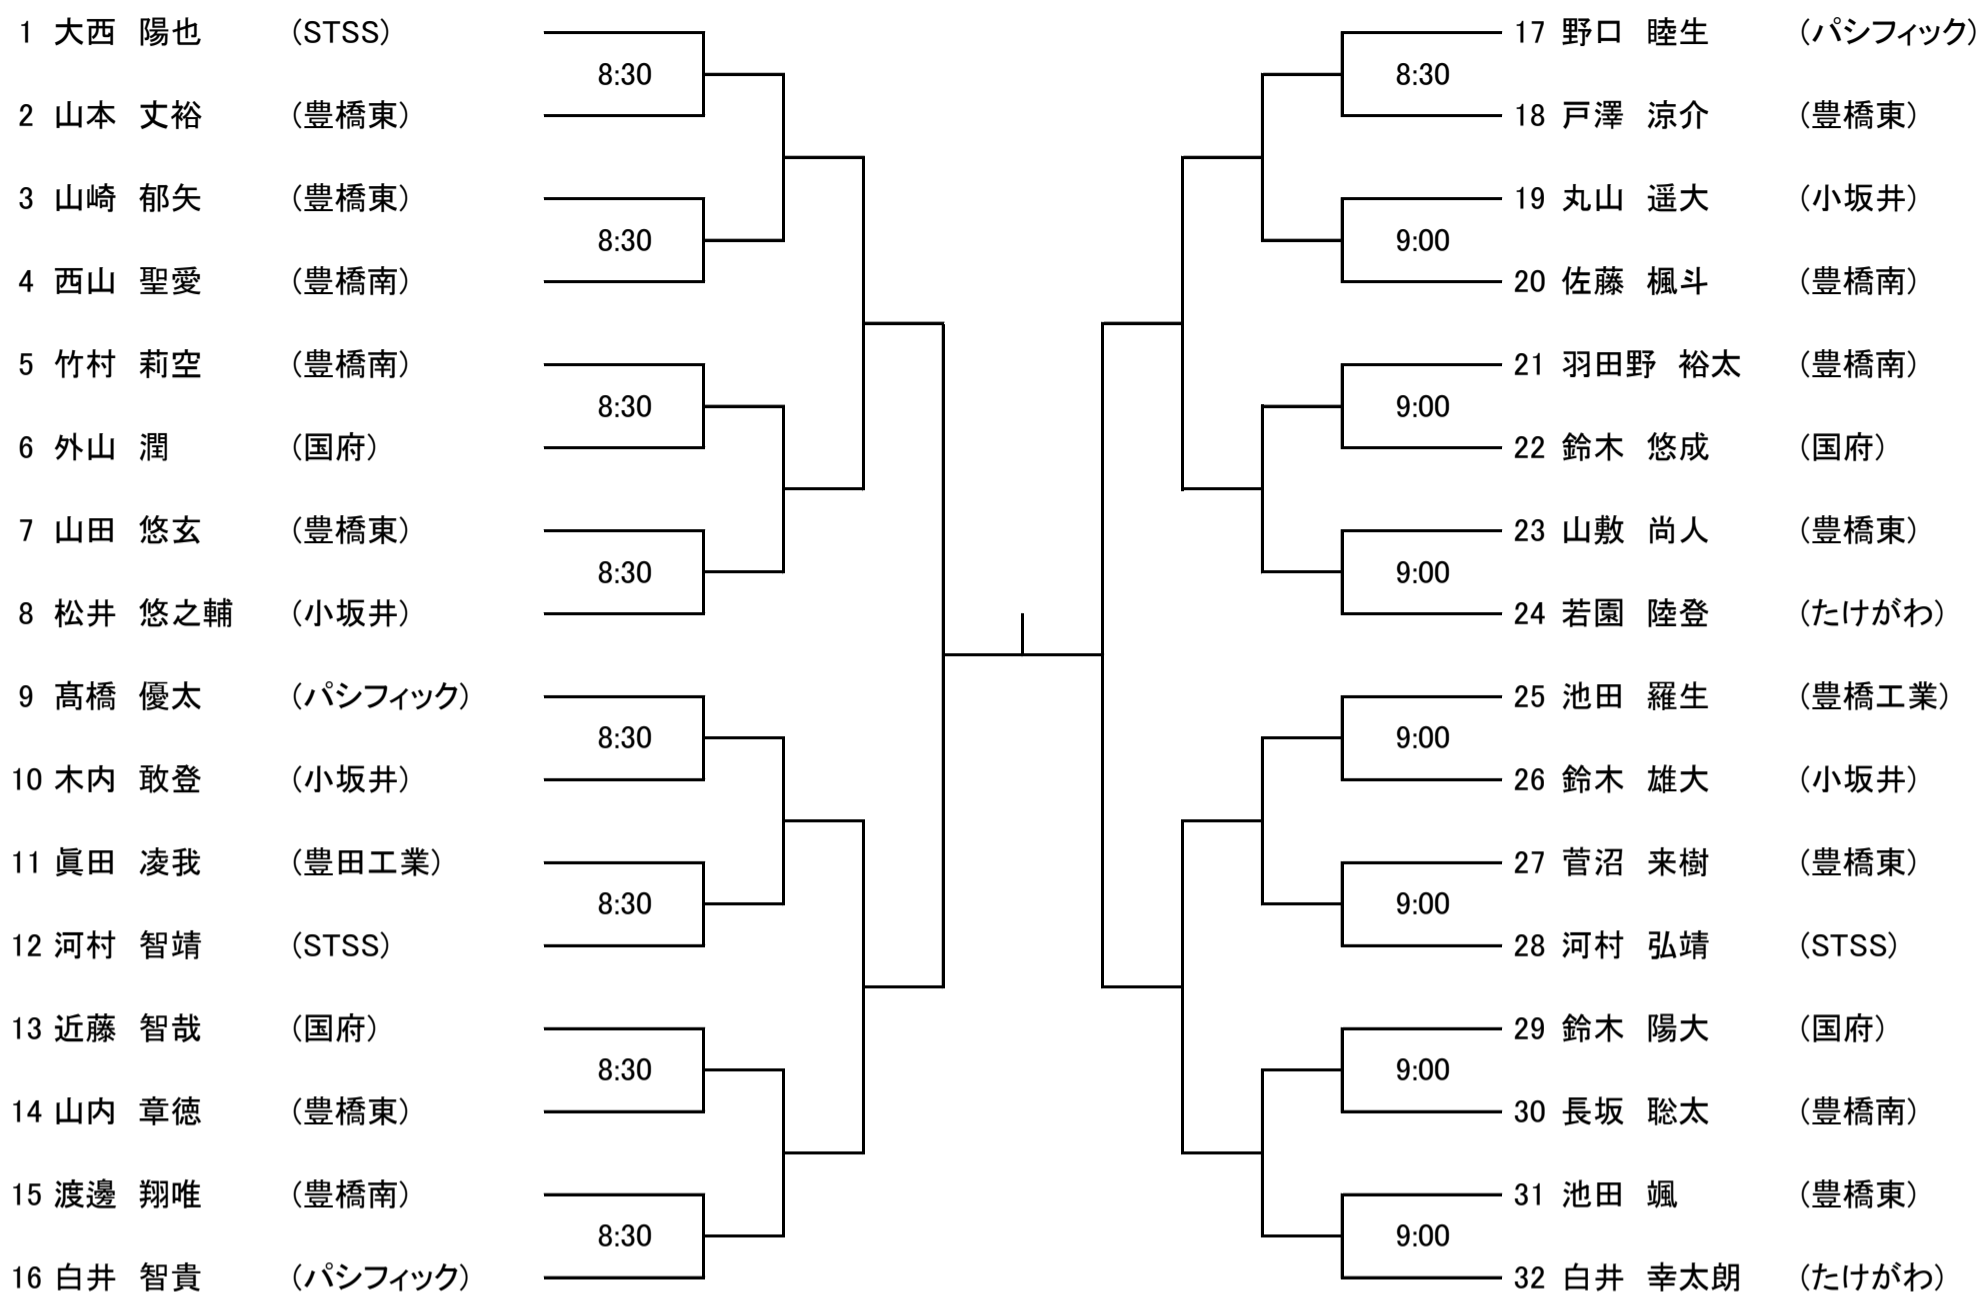 1 大西 陽也 (STSS)
8:30
2 山本 丈裕 (豊橋東)
3 山崎 郁矢 (豊橋東)
8:30
4 西山 聖愛 (豊橋南)
5 竹村 莉空 (豊橋南)
8:30
6 外山 潤 (国府)
7 山田 悠玄 (豊橋東)
8:30
8 松井 悠之輔 (小坂井)
9 髙橋 優太 (パシフィック)
8:30
10 木内 敢登 (小坂井)
11 眞田 凌我 (豊田工業)
8:30
12 河村 智靖 (STSS)
13 近藤 智哉 (国府)
8:30
14 山内 章徳 (豊橋東)
15 渡邊 翔唯 (豊橋南)
8:30
16 白井 智貴 (パシフィック)
17 野口 睦生 (パシフィック)
8:30
18 戸澤 涼介 (豊橋東)
19 丸山 遥大 (小坂井)
9:00
20 佐藤 楓斗 (豊橋南)
21 羽田野 裕太 (豊橋南)
9:00
22 鈴木 悠成 (国府)
23 山敷 尚人 (豊橋東)
9:00
24 若園 陸登 (たけがわ)
25 池田 羅生 (豊橋工業)
9:00
26 鈴木 雄大 (小坂井)
27 菅沼 来樹 (豊橋東)
9:00
28 河村 弘靖 (STSS)
29 鈴木 陽大 (国府)
9:00
30 長坂 聡太 (豊橋南)
31 池田 颯 (豊橋東)
9:00
32 白井 幸太朗 (たけがわ)